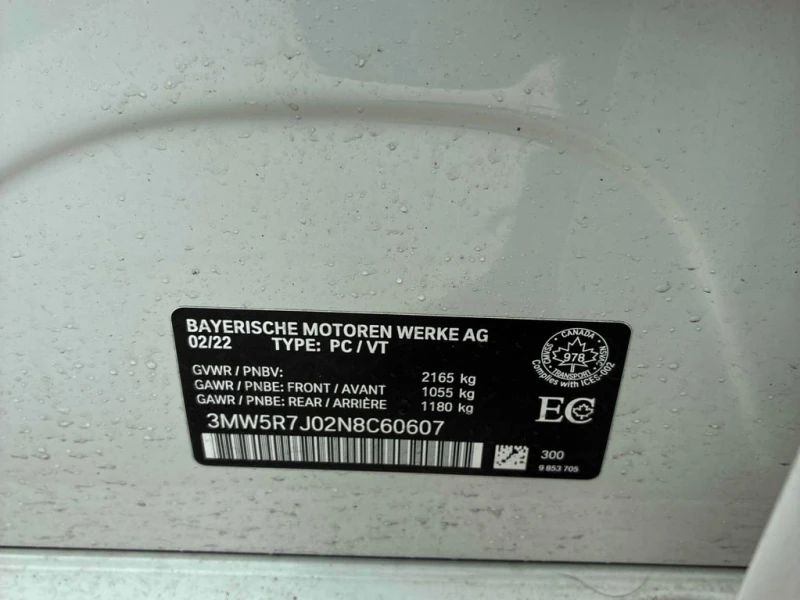 BAYERISCHE MOTOREN WERKE AG
02/22 TYPE: PC / VT
GVWR / PNBV: 2165 kg
GAWR / PNBE: FRONT / AVANT 1055 kg
GAWR / PNBE: REAR / ARRIÈRE 1180 kg
3MW5R7J02N8C60607
CANADA
978
TRANSPORT
Complies with ICES-002
EC
300
9 853 705